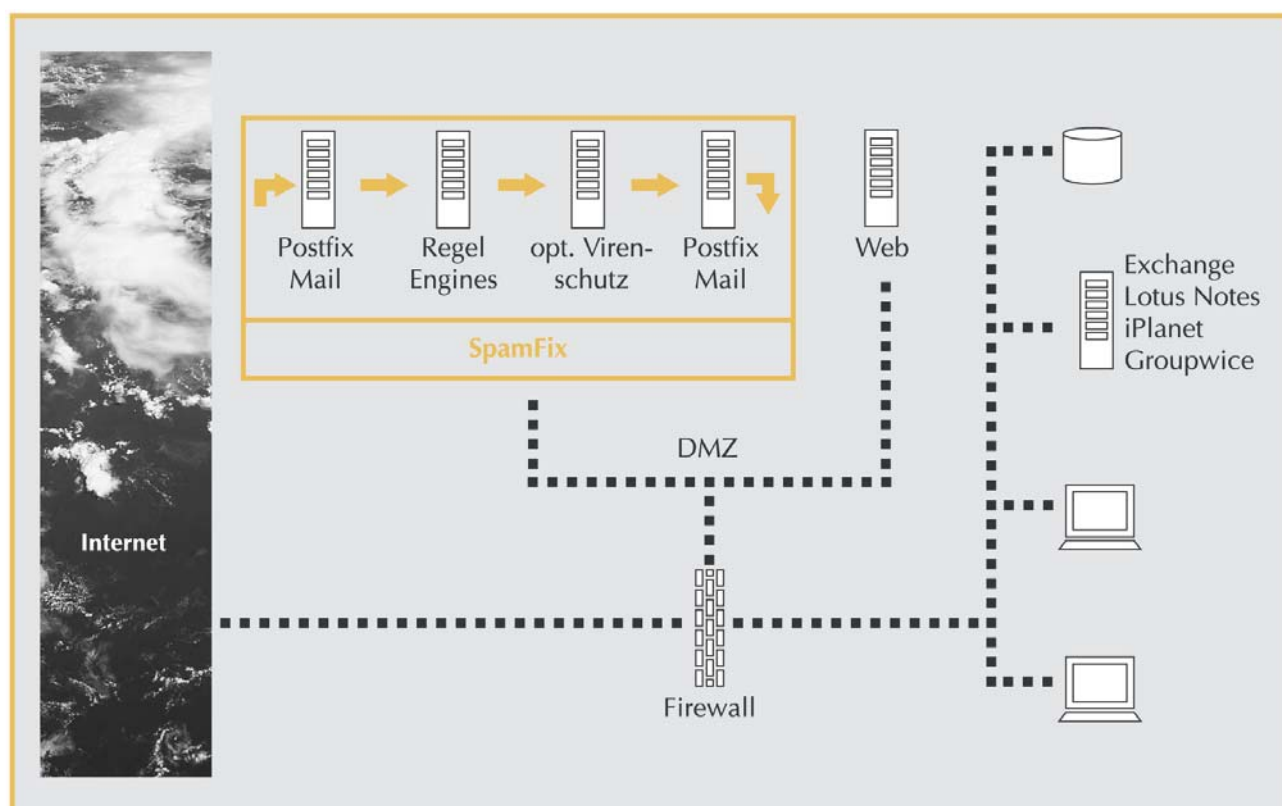 Postfix
Mail
Regel
Engines
opt. Viren-
schutz
Postfix
Mail
Web
SpamFix
Exchange
Lotus Notes
iPlanet
Groupwice
DMZ
Internet
Firewall